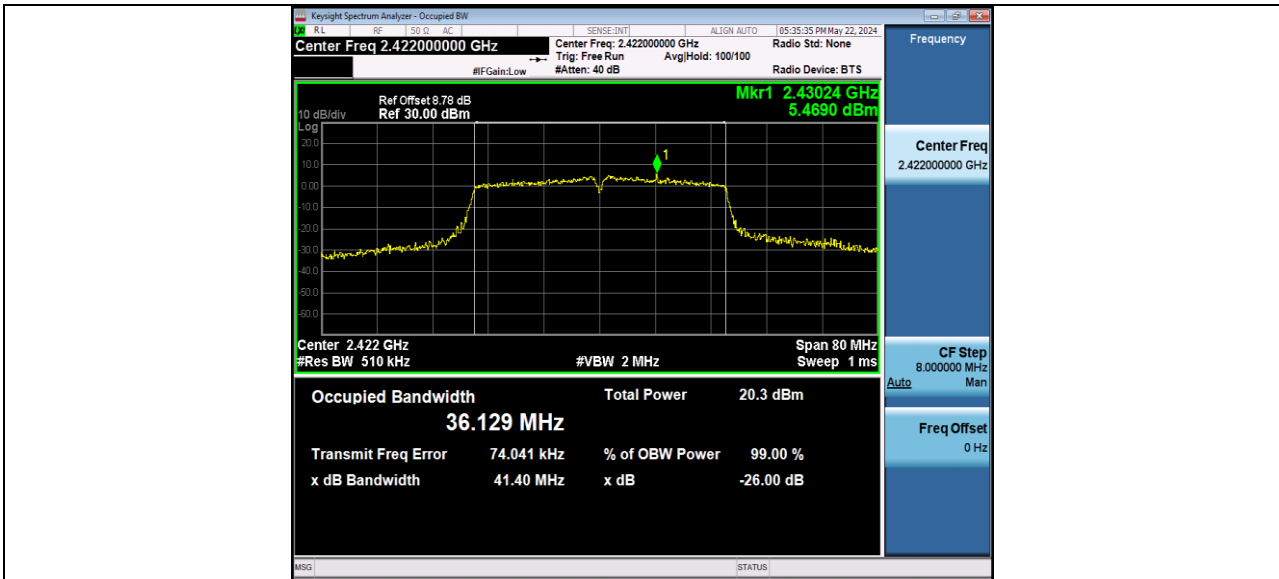 Keysight Spectrum Analyzer - Occupied BW
RL RF 50 Ω AC SENSE:INT ALIGN AUTO 05:35:35 PM May 22, 2024
Center Freq 2.422000000 GHz
Center Freq: 2.422000000 GHz Radio Std: None
Trig: Free Run Avg|Hold: 100/100
#IFGain:Low #Atten: 40 dB Radio Device: BTS
Mkr1 2.43024 GHz
5.4690 dBm
Ref Offset 8.78 dB
10 dB/div Ref 30.00 dBm
Log
20.0
10.0
0.00
-10.0
-20.0
-30.0
-40.0
-50.0
-60.0
1
Center 2.422 GHz Span 80 MHz
#Res BW 510 kHz #VBW 2 MHz Sweep 1 ms
Occupied Bandwidth Total Power 20.3 dBm
36.129 MHz
Transmit Freq Error 74.041 kHz % of OBW Power 99.00 %
x dB Bandwidth 41.40 MHz x dB -26.00 dB
MSG STATUS
Frequency
Center Freq
2.422000000 GHz
CF Step
8.000000 MHz
Auto Man
Freq Offset
0 Hz